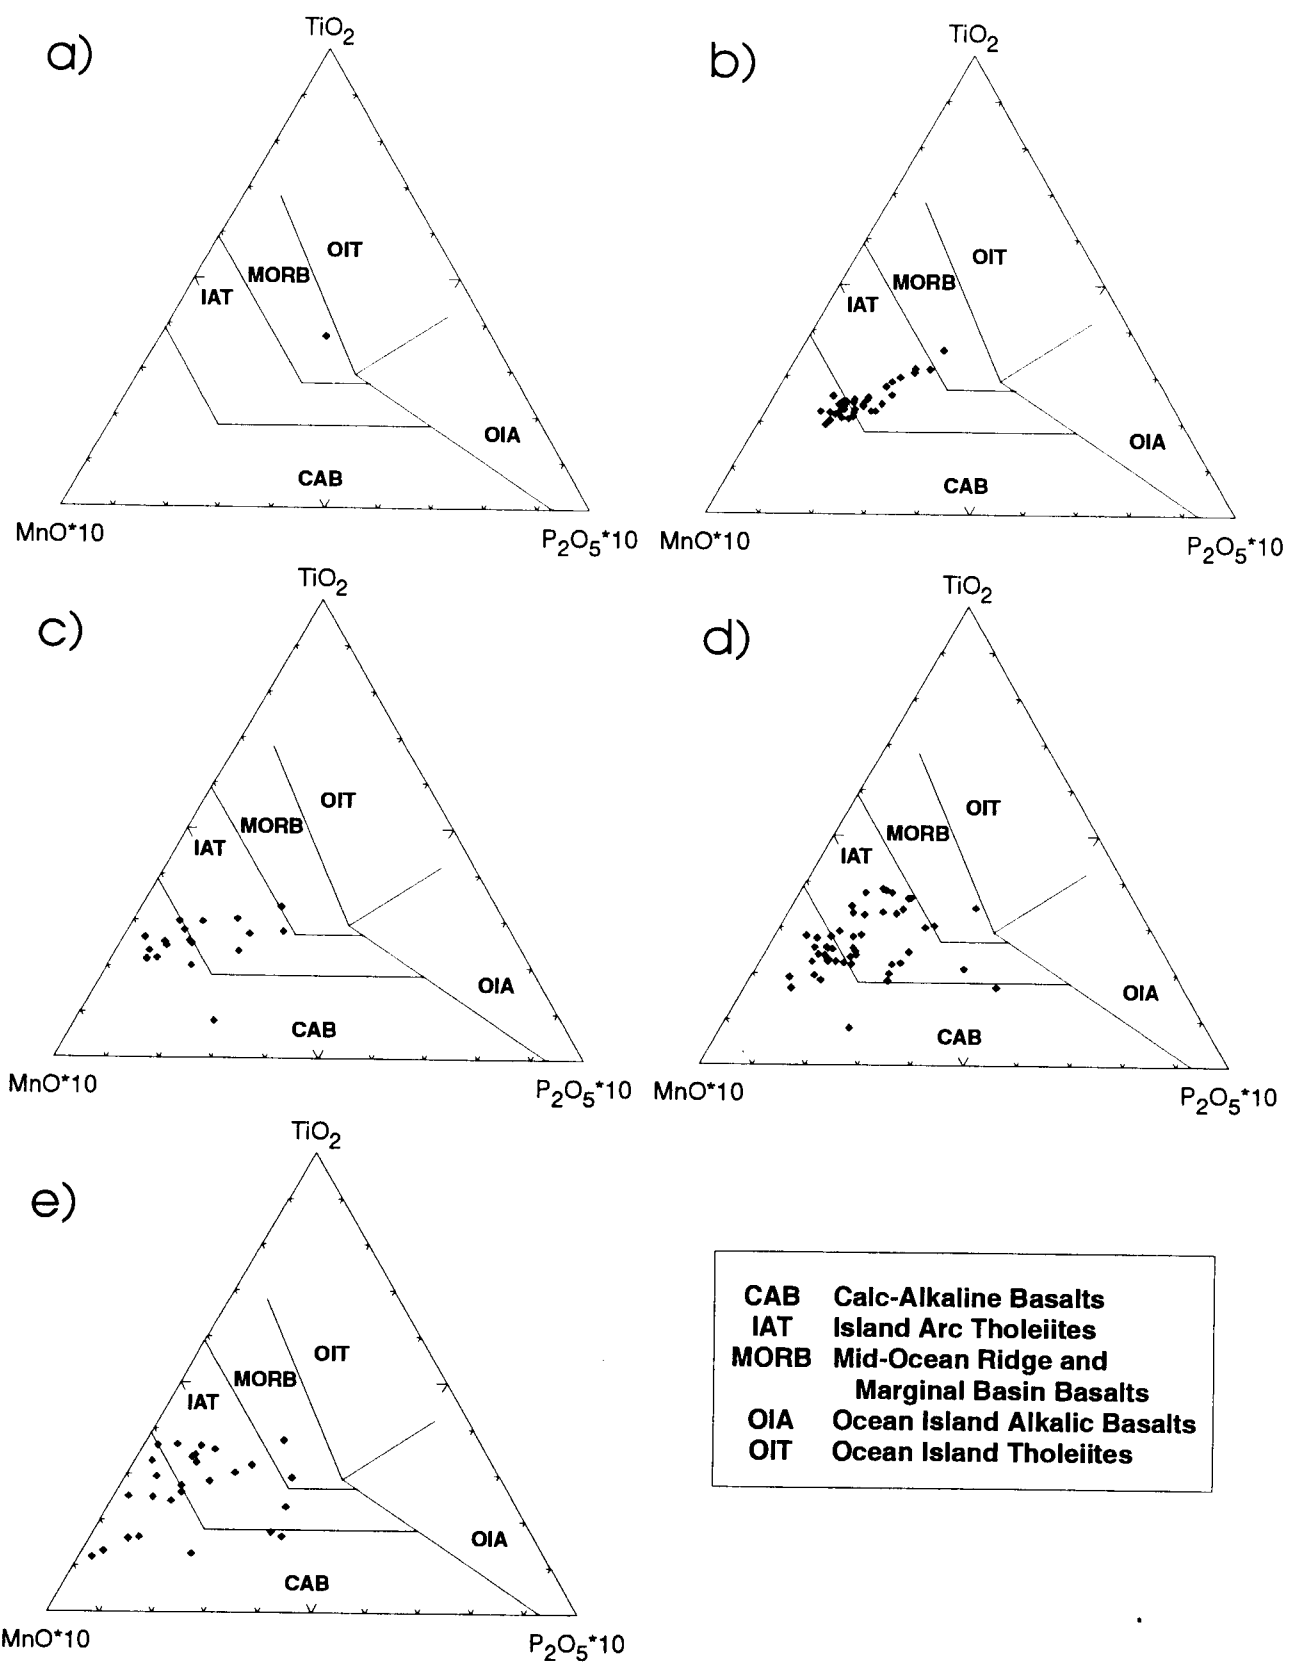 a)
TiO2
OIT
MORB
IAT
OIA
CAB
MnO*10
P2O5*10
b)
TiO2
OIT
MORB
IAT
OIA
CAB
MnO*10
P2O5*10
c)
TiO2
OIT
MORB
IAT
OIA
CAB
MnO*10
P2O5*10
d)
TiO2
OIT
MORB
IAT
OIA
CAB
MnO*10
P2O5*10
e)
TiO2
OIT
MORB
IAT
OIA
CAB
MnO*10
P2O5*10
CAB Calc-Alkaline Basalts
IAT Island Arc Tholeiites
MORB Mid-Ocean Ridge and
Marginal Basin Basalts
OIA Ocean Island Alkalic Basalts
OIT Ocean Island Tholeiites